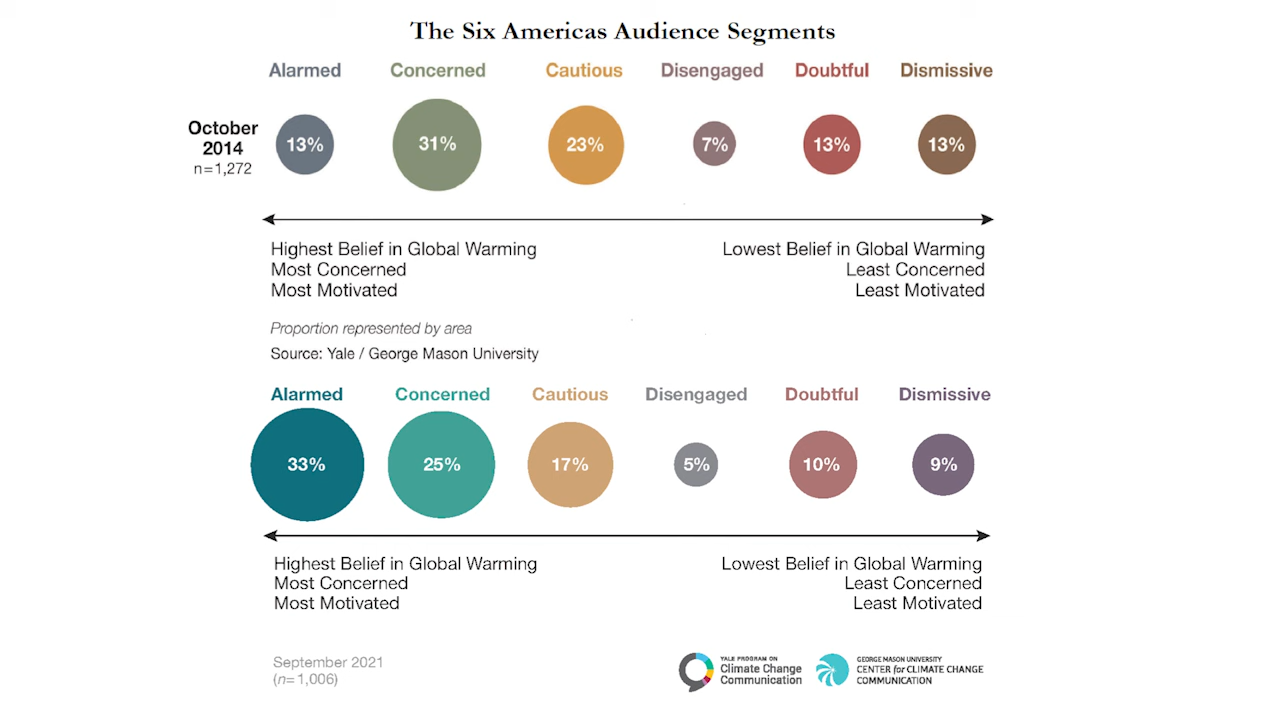 The Six Americas Audience Segments
Alarmed Concerned Cautious Disengaged Doubtful Dismissive
October
2014
n=1,272
13% 31% 23% 7% 13% 13%
Highest Belief in Global Warming
Most Concerned
Most Motivated
Lowest Belief in Global Warming
Least Concerned
Least Motivated
Proportion represented by area
Source: Yale / George Mason University
Alarmed Concerned Cautious Disengaged Doubtful Dismissive
33% 25% 17% 5% 10% 9%
Highest Belief in Global Warming
Most Concerned
Most Motivated
Lowest Belief in Global Warming
Least Concerned
Least Motivated
September 2021
(n=1,006)
YALE PROGRAM ON
Climate Change
Communication
GEORGE MASON UNIVERSITY
CENTER for CLIMATE CHANGE
COMMUNICATION